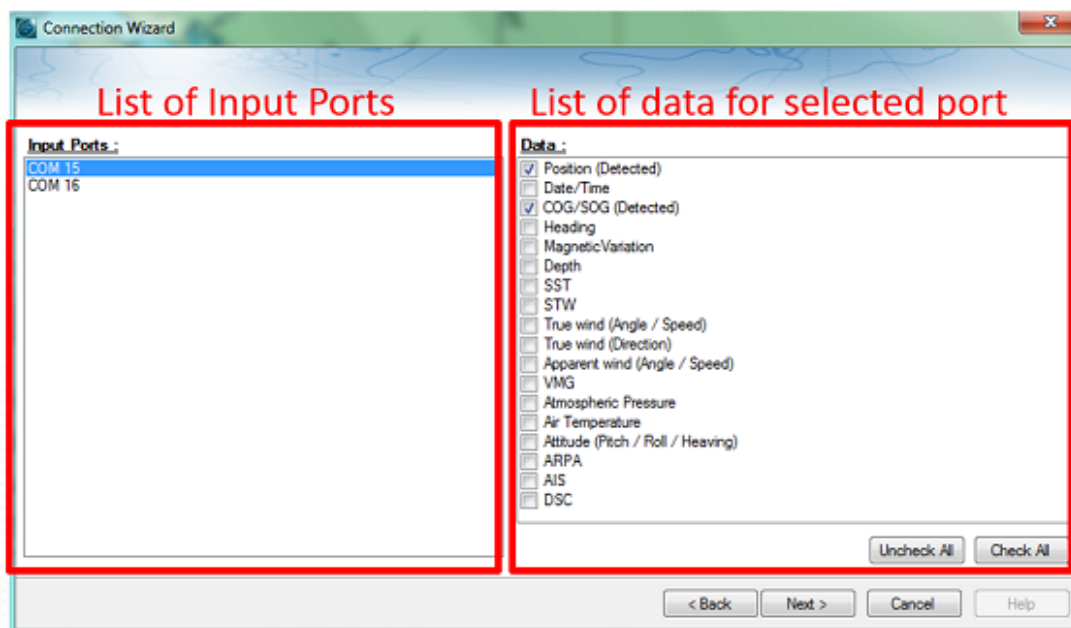 Connection Wizard
List of Input Ports
List of data for selected port
Input Ports :
COM 15
COM 16
Data :
Position (Detected)
Date/Time
COG/SOG (Detected)
Heading
MagneticVariation
Depth
SST
STW
True wind (Angle / Speed)
True wind (Direction)
Apparent wind (Angle / Speed)
VMG
Atmospheric Pressure
Air Temperature
Attitude (Pitch / Roll / Heaving)
ARPA
AIS
DSC
Uncheck All
Check All
< Back
Next >
Cancel
Help